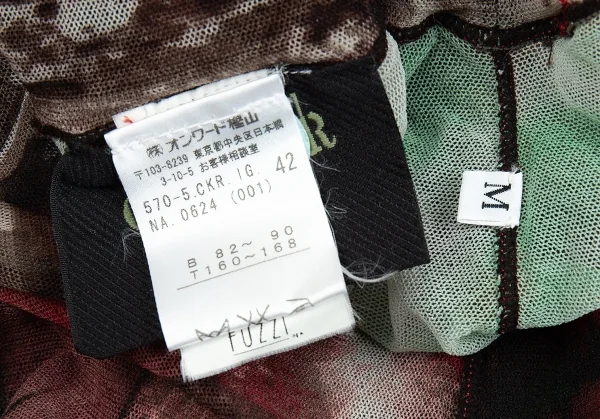 (株)オンワード樫山
〒103-8239 東京都中央区日本橋
3-10-5 お客様相談室
570-5.CKR.IG. 42
NA. 0624 (001)
B 82～ 90
T160～168
FUZZI
M